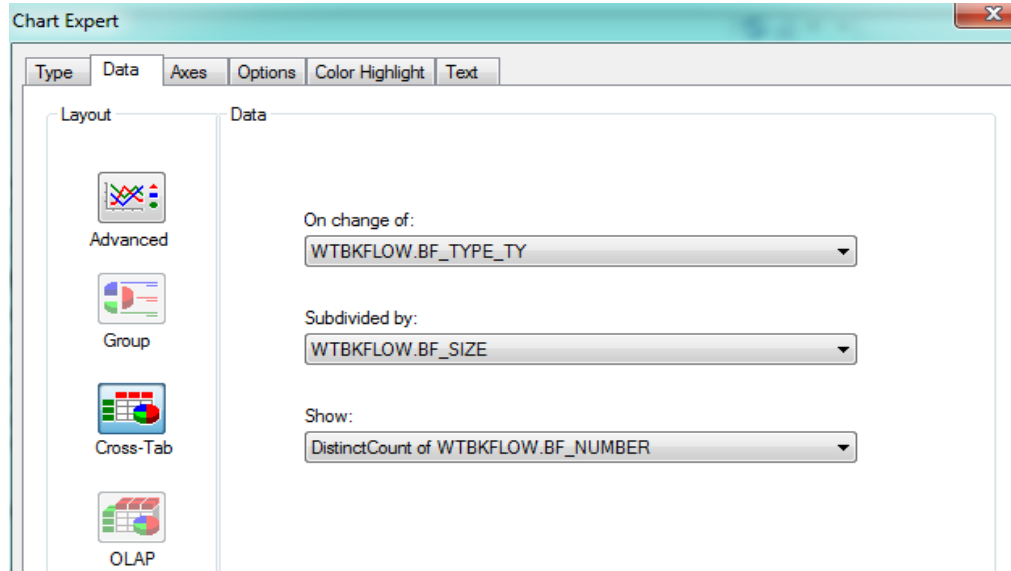 Chart Expert
Type Data Axes Options Color Highlight Text
Layout Data
Advanced
Group
Cross-Tab
OLAP
On change of:
WTBKFLOW.BF_TYPE_TY
Subdivided by:
WTBKFLOW.BF_SIZE
Show:
DistinctCount of WTBKFLOW.BF_NUMBER